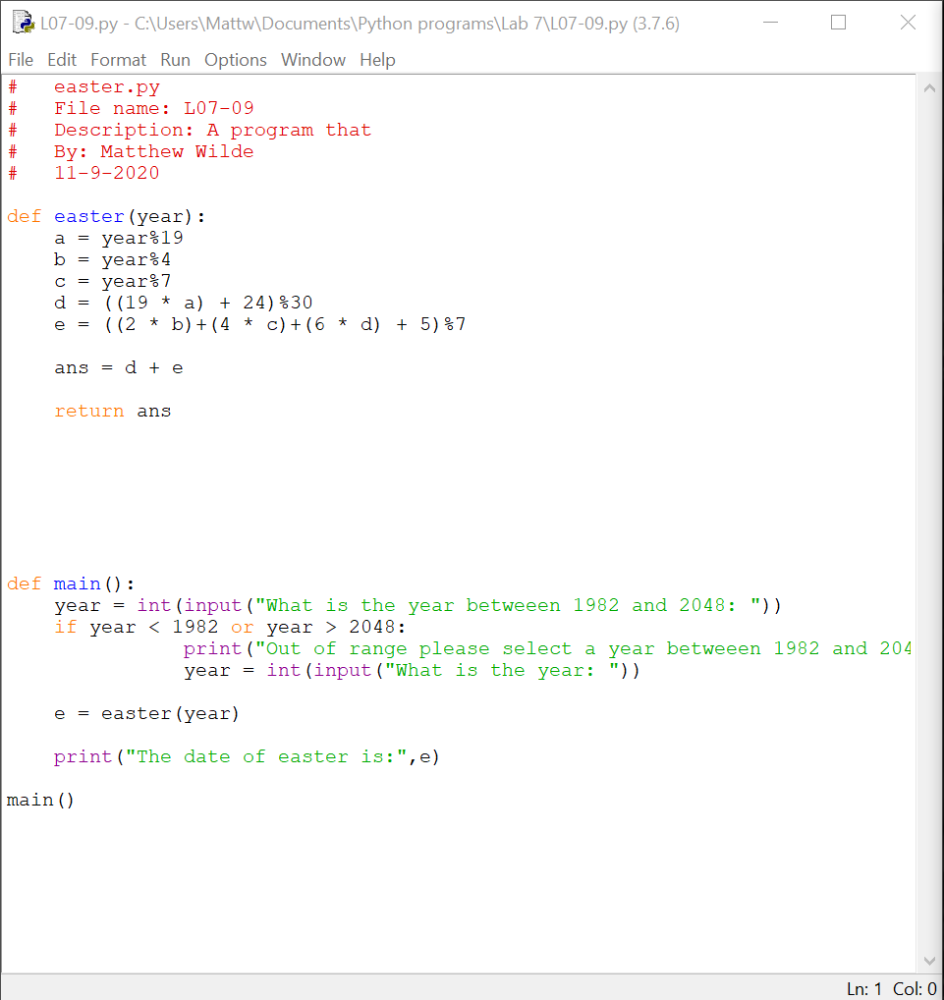 L07-09.py - C:\Users\Mattw\Documents\Python programs\Lab 7\L07-09.py (3.7.6)
File Edit Format Run Options Window Help
#   easter.py
#   File name: L07-09
#   Description: A program that
#   By: Matthew Wilde
#   11-9-2020
def easter(year):
    a = year%19
    b = year%4
    c = year%7
    d = ((19 * a) + 24)%30
    e = ((2 * b)+(4 * c)+(6 * d) + 5)%7
    ans = d + e
    return ans
def main():
    year = int(input("What is the year betweeen 1982 and 2048: "))
    if year < 1982 or year > 2048:
               print("Out of range please select a year betweeen 1982 and 204
               year = int(input("What is the year: "))
    e = easter(year)
    print("The date of easter is:",e)
main()
Ln: 1 Col: 0